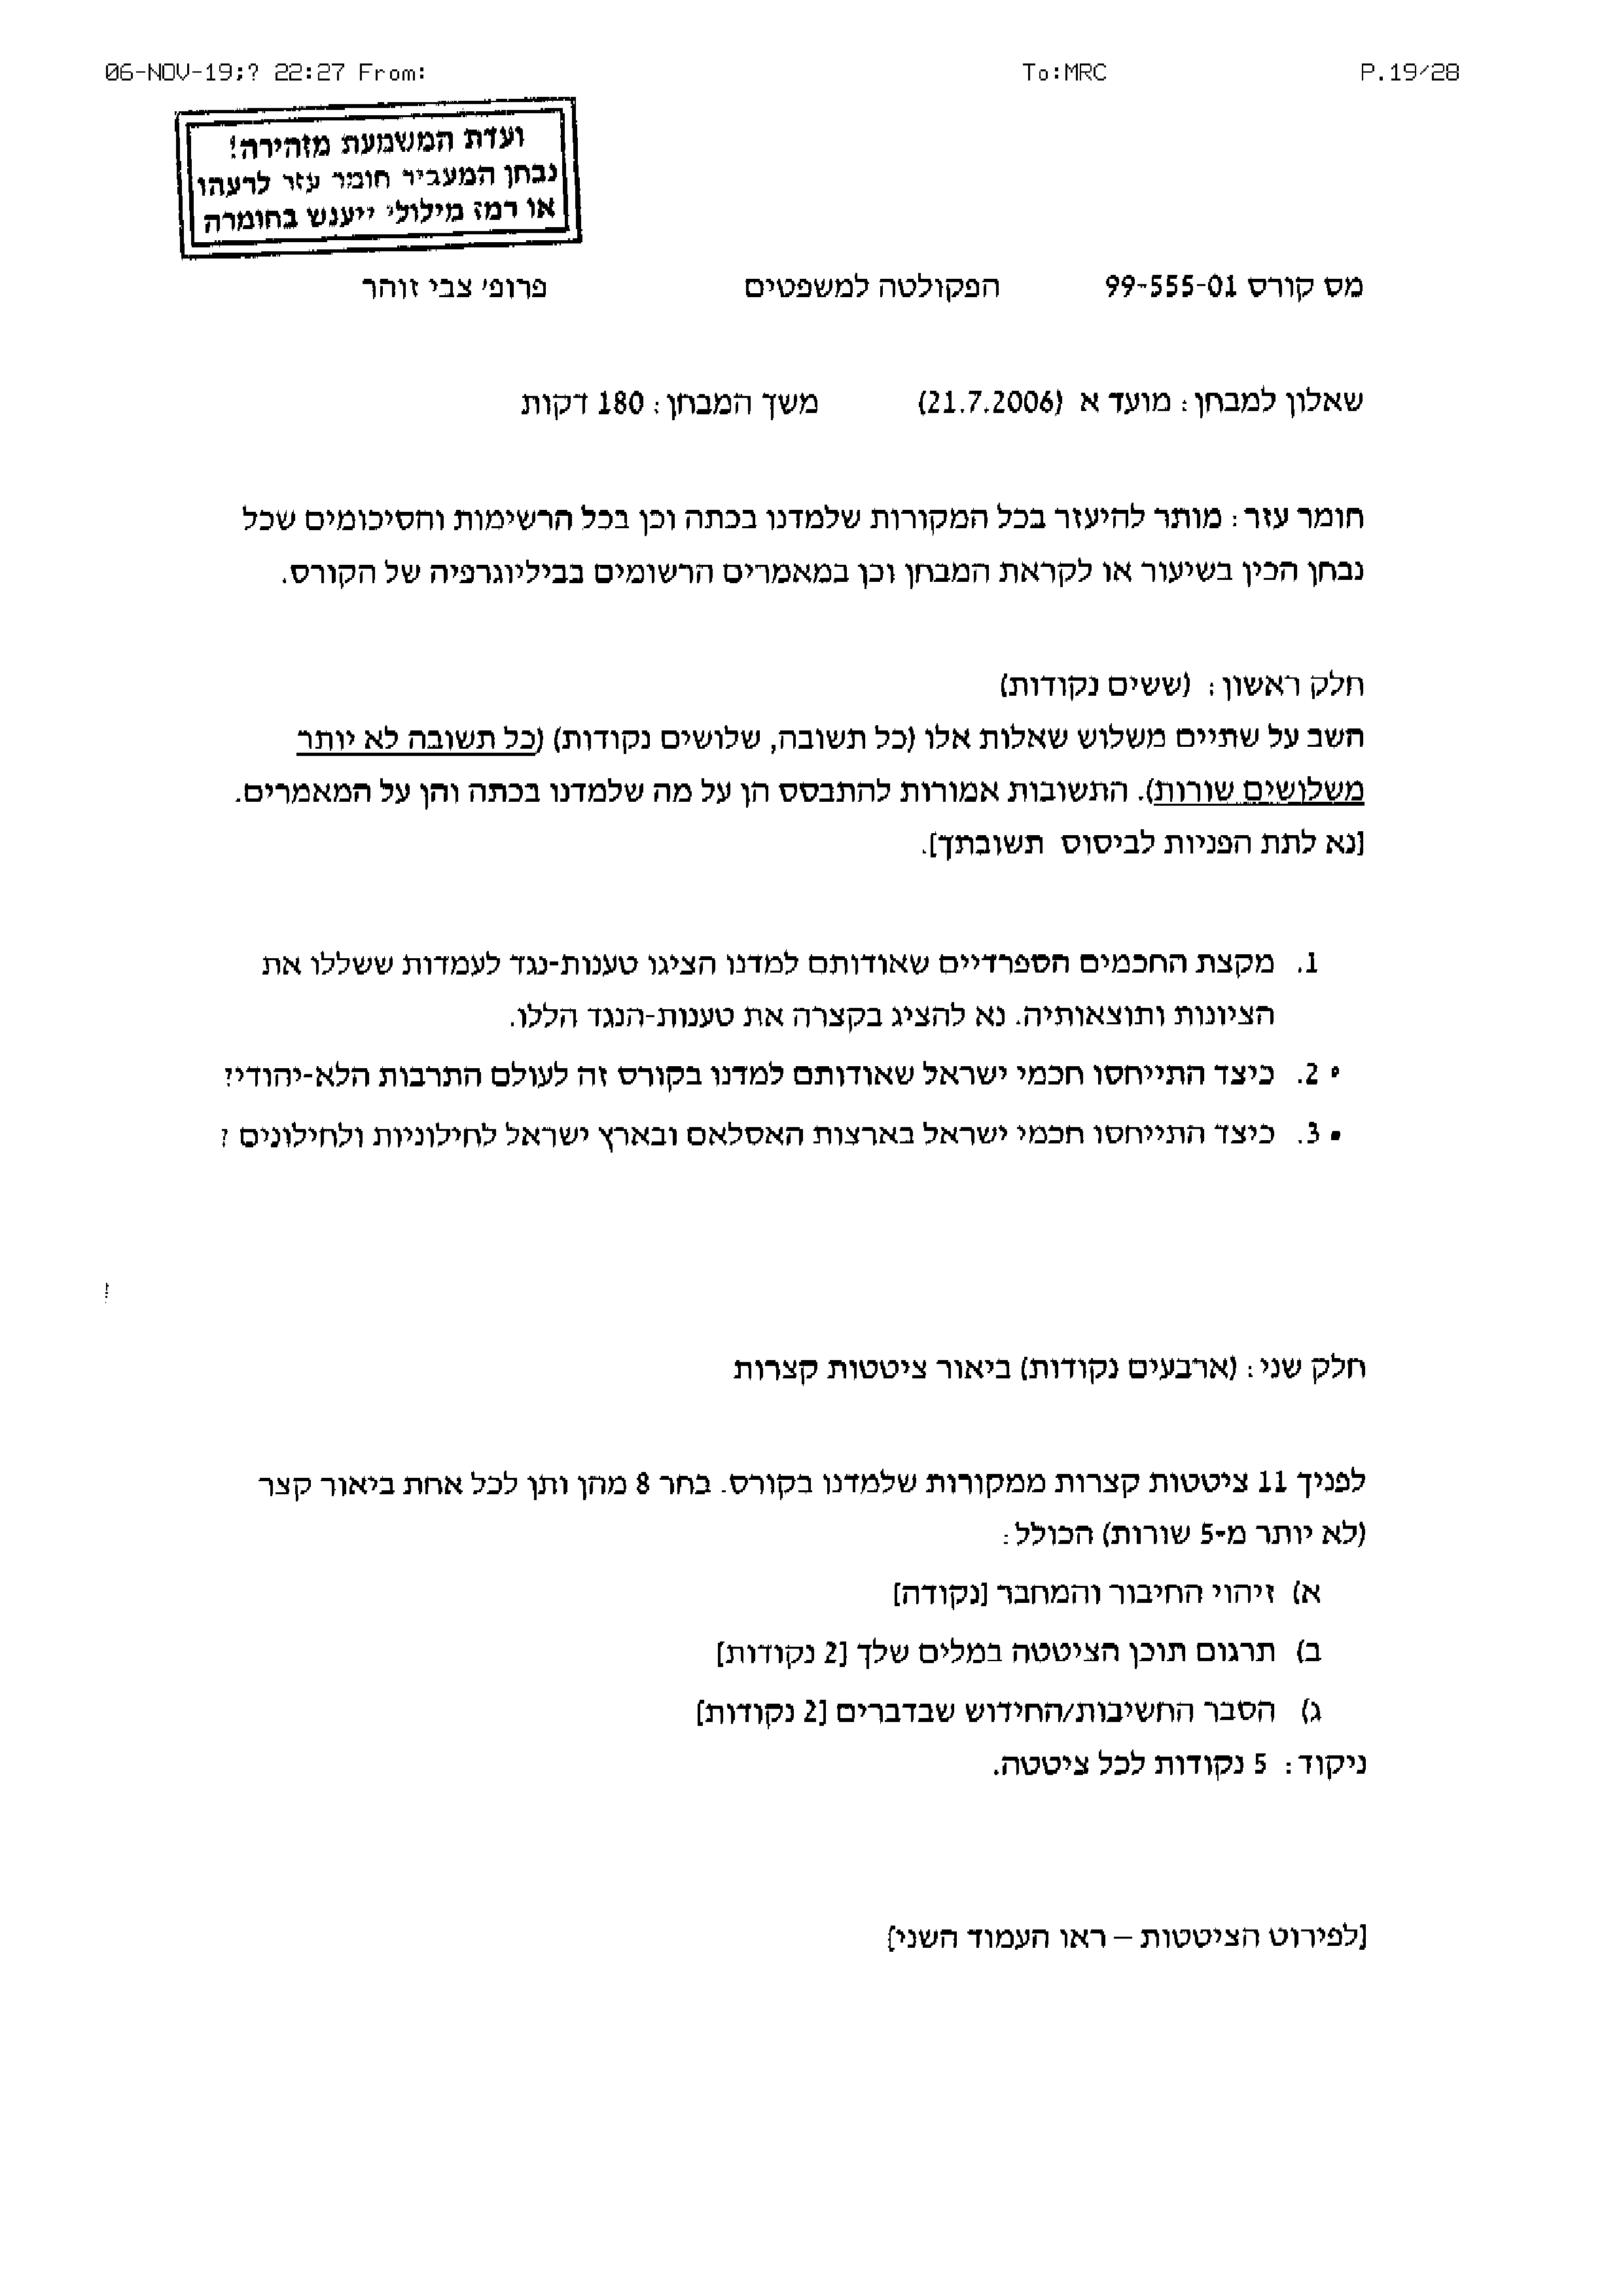 06-NOV-19;? 22:27 From: To:MRC P.19/28
ועדת המשמעת מזהירה!
נבחן המעביר חומר עזר לרעהו
או רמז מילולי ייענש בחומרה
מס קורס 99-555-01 הפקולטה למשפטים פרופ׳ צבי זוהר
שאלון למבחן: מועד א (21.7.2006) משך המבחן: 180 דקות
חומר עזר: מותר להיעזר בכל המקורות שלמדנו בכתה וכן בכל הרשימות והסיכומים שכל
נבחן הכין בשיעור או לקראת המבחן וכן במאמרים הרשומים בביליוגרפיה של הקורס.
חלק ראשון: (ששים נקודות)
השב על שתיים משלוש שאלות אלו (כל תשובה, שלושים נקודות) (כל תשובה לא יותר
משלושים שורות). התשובות אמורות להתבסס הן על מה שלמדנו בכתה והן על המאמרים.
[נא לתת הפניות לביסוס תשובתך].
1. מקצת החכמים הספרדיים שאודותם למדנו הציגו טענות-נגד לעמדות ששללו את
הציונות ותוצאותיה. נא להציג בקצרה את טענות-הנגד הללו.
• 2. כיצד התייחסו חכמי ישראל שאודותם למדנו בקורס זה לעולם התרבות הלא-יהודי?
• 3. כיצד התייחסו חכמי ישראל בארצות האסלאם ובארץ ישראל לחילוניות ולחילונים ?
חלק שני: (ארבעים נקודות) ביאור ציטטות קצרות
לפניך 11 ציטטות קצרות ממקורות שלמדנו בקורס. בחר 8 מהן ותן לכל אחת ביאור קצר
(לא יותר מ-5 שורות) הכולל:
א) זיהוי החיבור והמחבר [נקודה]
ב) תרגום תוכן הציטטה במלים שלך [2 נקודות]
ג) הסבר החשיבות/החידוש שבדברים [2 נקודות]
ניקוד: 5 נקודות לכל ציטטה.
[לפירוט הציטטות – ראו העמוד השני]